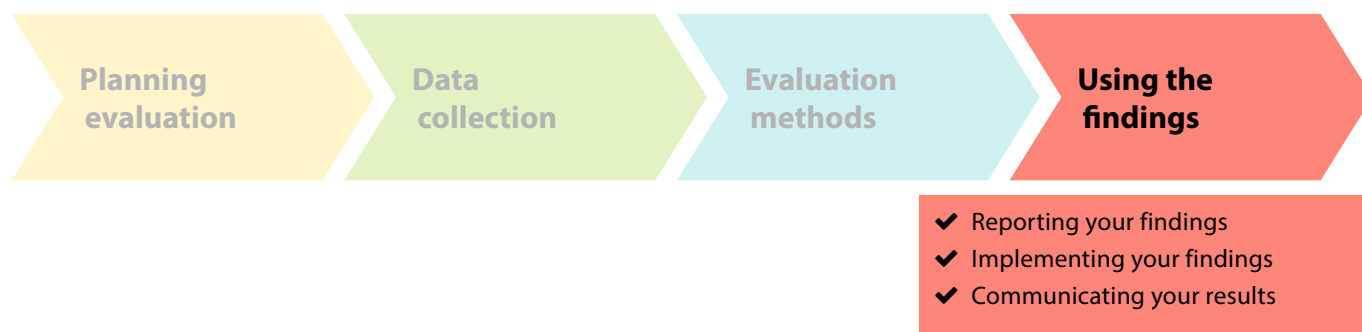 Planning
evaluation
Data
collection
Evaluation
methods
Using the
findings
✔ Reporting your findings
✔ Implementing your findings
✔ Communicating your results